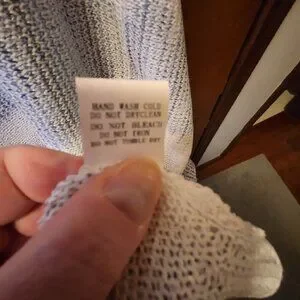 HAND WASH COLD
DO NOT DRYCLEAN
DO NOT BLEACH
DO NOT IRON
DO NOT TUMBLE DRY